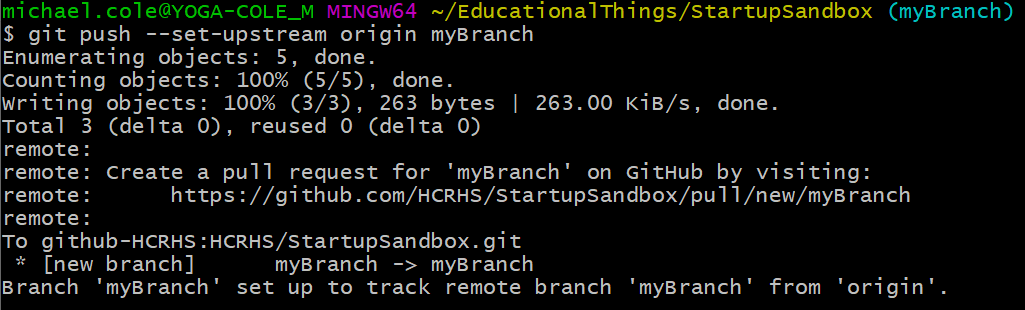 michael.cole@YOGA-COLE_M MINGW64 ~/EducationalThings/StartupSandbox (myBranch)
$ git push --set-upstream origin myBranch
Enumerating objects: 5, done.
Counting objects: 100% (5/5), done.
Writing objects: 100% (3/3), 263 bytes | 263.00 KiB/s, done.
Total 3 (delta 0), reused 0 (delta 0)
remote:
remote: Create a pull request for 'myBranch' on GitHub by visiting:
remote:      https://github.com/HCRHS/StartupSandbox/pull/new/myBranch
remote:
To github-HCRHS:HCRHS/StartupSandbox.git
 * [new branch]      myBranch -> myBranch
Branch 'myBranch' set up to track remote branch 'myBranch' from 'origin'.